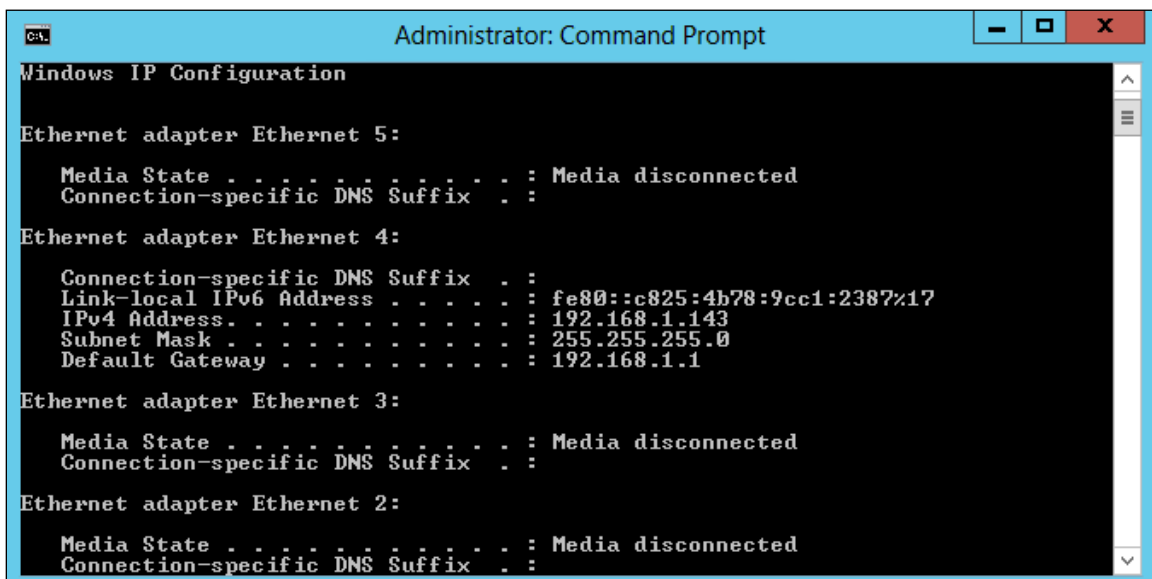 Administrator: Command Prompt
Windows IP Configuration
Ethernet adapter Ethernet 5:
Media State . . . . . . . . . . . : Media disconnected
Connection-specific DNS Suffix  . :
Ethernet adapter Ethernet 4:
Connection-specific DNS Suffix  . :
Link-local IPv6 Address . . . . . : fe80::c825:4b78:9cc1:2387%17
IPv4 Address. . . . . . . . . . . : 192.168.1.143
Subnet Mask . . . . . . . . . . . : 255.255.255.0
Default Gateway . . . . . . . . . : 192.168.1.1
Ethernet adapter Ethernet 3:
Media State . . . . . . . . . . . : Media disconnected
Connection-specific DNS Suffix  . :
Ethernet adapter Ethernet 2:
Media State . . . . . . . . . . . : Media disconnected
Connection-specific DNS Suffix  . :